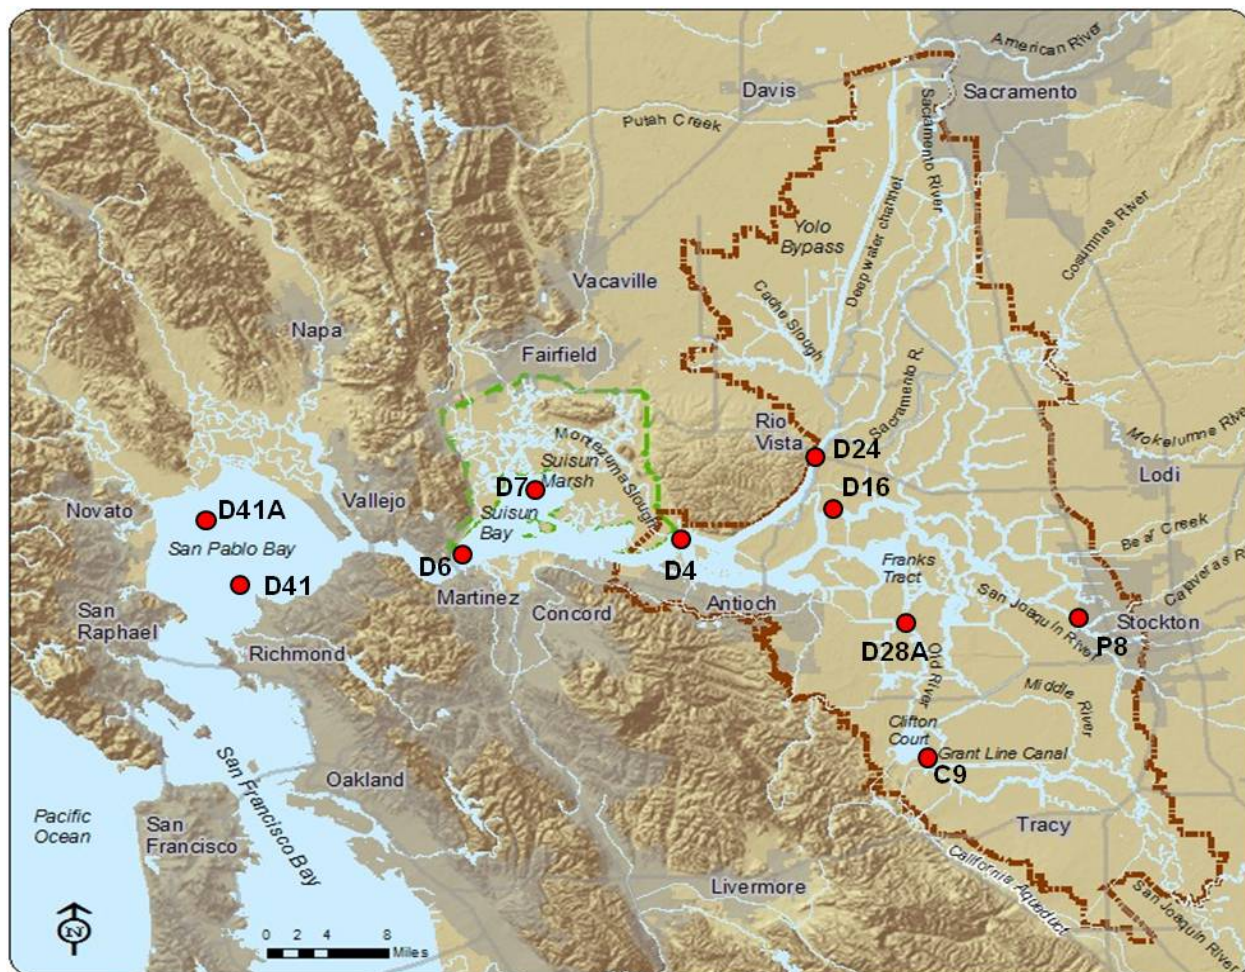 American River
Davis
Sacramento
Putah Creek
Sacramento River
Cosumnes River
Yolo
Bypass
Deep water channel
Vacaville
Cache Slough
Napa
Fairfield
Sacramento R.
Rio
Vista
Mokelumne River
D24
Montezuma Slough
Suisun
Marsh
Lodi
D7
D16
Vallejo
Novato
D41A
Suisun
Bay
Bear Creek
San Pablo Bay
D6
D4
Franks
Tract
Calaveras R
D41
Martinez
Antioch
San Joaquin River
San
Raphael
Concord
Stockton
P8
Richmond
D28A
Old River
Middle River
Clifton
Court
Grant Line Canal
C9
San Francisco Bay
Oakland
Pacific
Ocean
San
Francisco
Tracy
California Aqueduct
Livermore
San Joaquin River
N
0 2 4 8
Miles